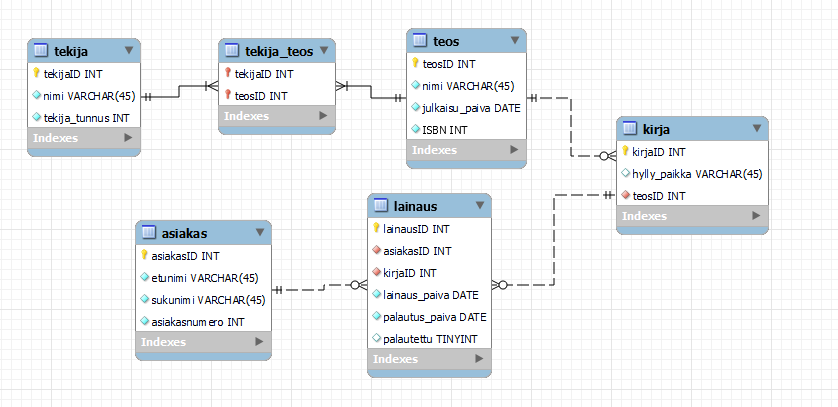 tekija
tekijaID INT
nimi VARCHAR(45)
tekija_tunnus INT
Indexes
tekija_teos
tekijaID INT
teosID INT
Indexes
teos
teosID INT
nimi VARCHAR(45)
julkaisu_paiva DATE
ISBN INT
Indexes
kirja
kirjaID INT
hylly_paikka VARCHAR(45)
teosID INT
Indexes
asiakas
asiakasID INT
etunimi VARCHAR(45)
sukunimi VARCHAR(45)
asiakasnumero INT
Indexes
lainaus
lainausID INT
asiakasID INT
kirjaID INT
lainaus_paiva DATE
palautus_paiva DATE
palautettu TINYINT
Indexes